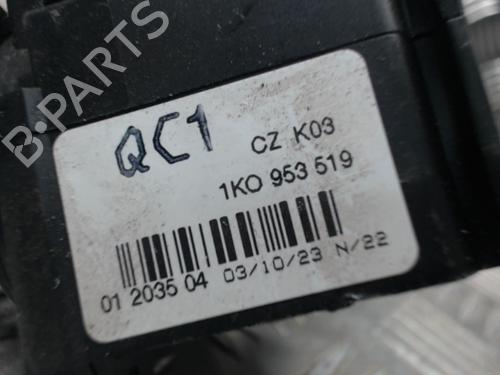 B-PARTS
QC1
CZ K03
1K0 953 519
01 2035 04 03/10/23 N/22